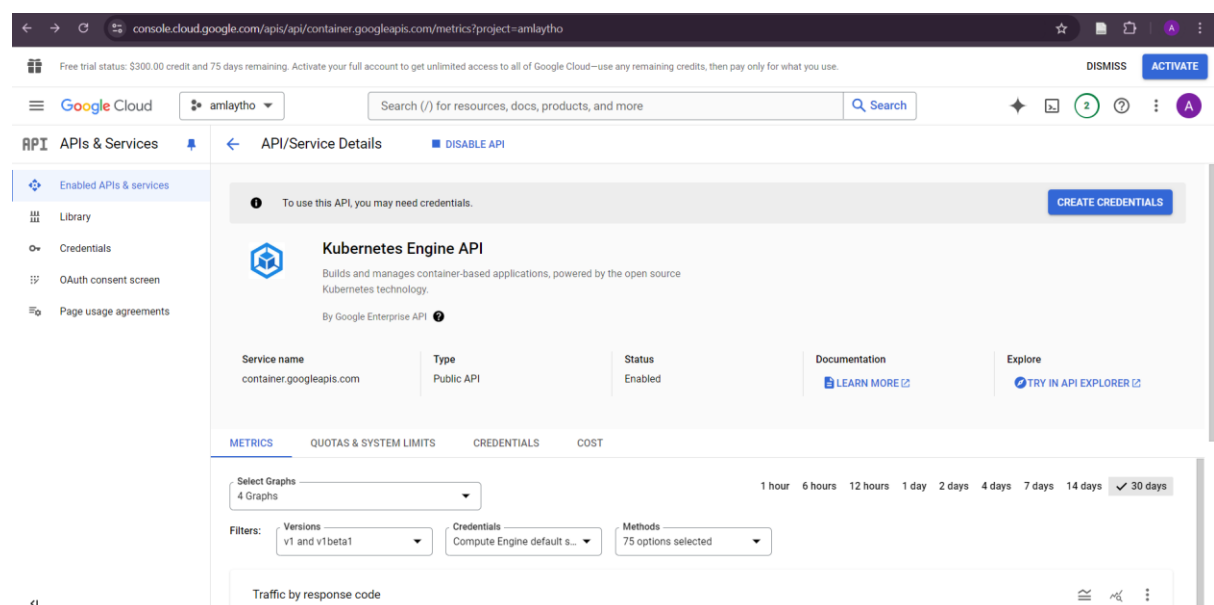 console.cloud.google.com/apis/api/container.googleapis.com/metrics?project=amlaytho
A
Free trial status: $300.00 credit and 75 days remaining. Activate your full account to get unlimited access to all of Google Cloud—use any remaining credits, then pay only for what you use.
DISMISS
ACTIVATE
Google Cloud
amlaytho
Search (/) for resources, docs, products, and more
Search
2
A
API APIs & Services
API/Service Details
DISABLE API
Enabled APIs & services
Library
Credentials
OAuth consent screen
Page usage agreements
To use this API, you may need credentials.
CREATE CREDENTIALS
Kubernetes Engine API
Builds and manages container-based applications, powered by the open source
Kubernetes technology.
By Google Enterprise API
Service name
container.googleapis.com
Type
Public API
Status
Enabled
Documentation
LEARN MORE
Explore
TRY IN API EXPLORER
METRICS QUOTAS & SYSTEM LIMITS CREDENTIALS COST
Select Graphs
4 Graphs
1 hour 6 hours 12 hours 1 day 2 days 4 days 7 days 14 days 30 days
Filters:
Versions
v1 and v1beta1
Credentials
Compute Engine default s...
Methods
75 options selected
Traffic by response code